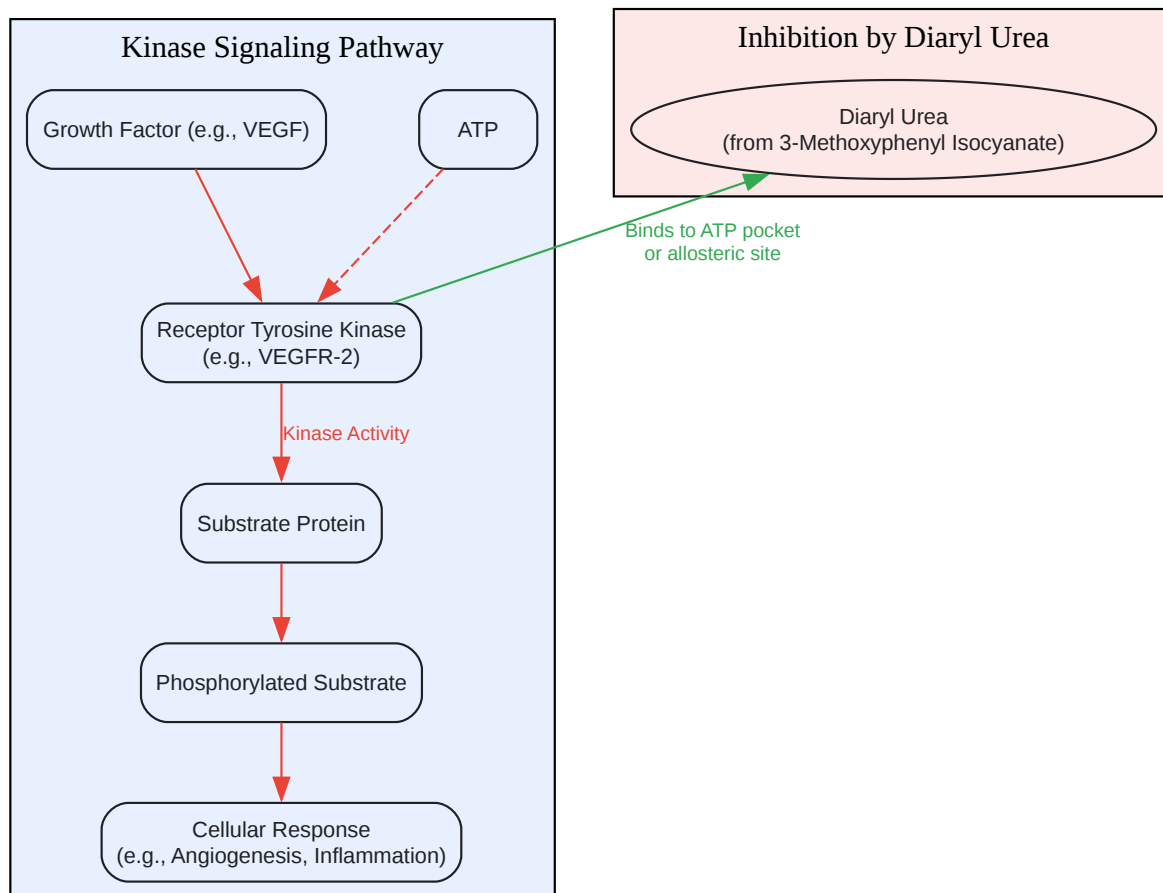 Kinase Signaling Pathway
Growth Factor (e.g., VEGF)
ATP
Receptor Tyrosine Kinase
(e.g., VEGFR-2)
Kinase Activity
Substrate Protein
Phosphorylated Substrate
Cellular Response
(e.g., Angiogenesis, Inflammation)
Inhibition by Diaryl Urea
Diaryl Urea
(from 3-Methoxyphenyl Isocyanate)
Binds to ATP pocket
or allosteric site